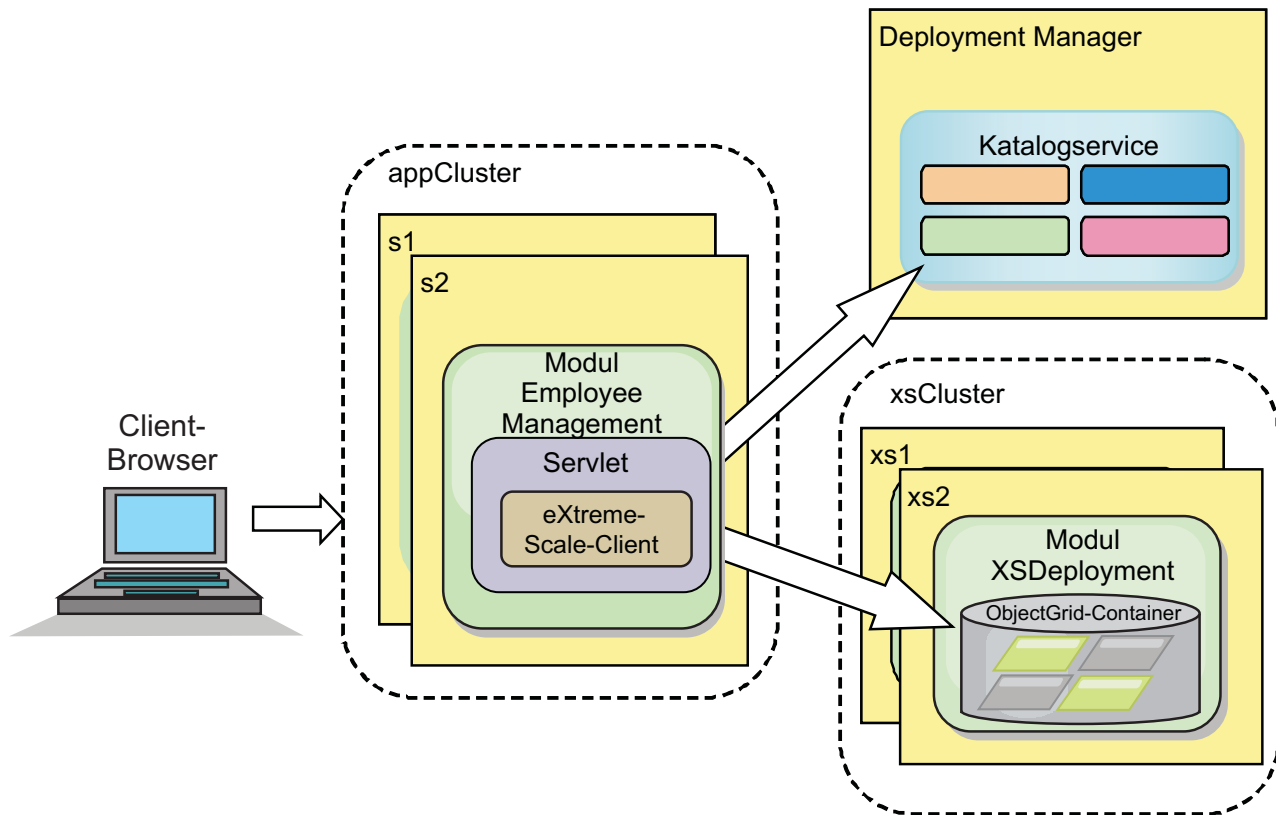 Deployment Manager
Katalogservice
appCluster
s1
s2
Modul
Employee
Management
Servlet
eXtreme-
Scale-Client
Client-
Browser
xsCluster
xs1
xs2
Modul
XSDeployment
ObjectGrid-Container